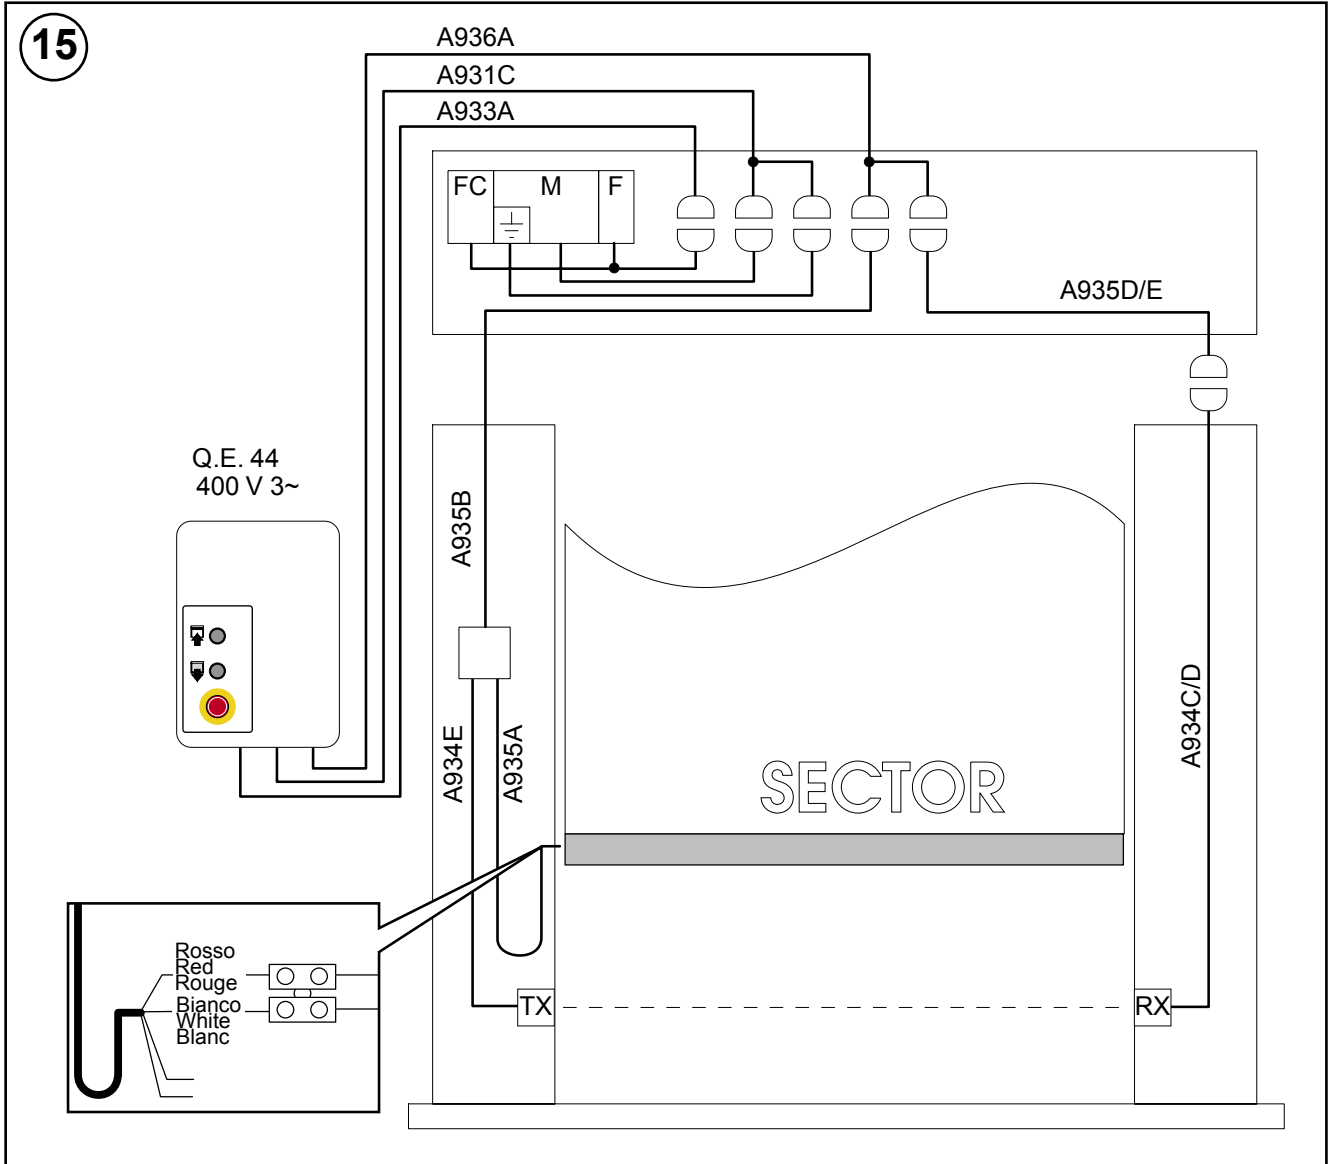 15
A936A
A931C
A933A
FC M F
A935D/E
Q.E. 44
400 V 3~
A935B
A934E
A935A
A934C/D
SECTOR
Rosso
Red
Rouge
Bianco
White
Blanc
TX
RX